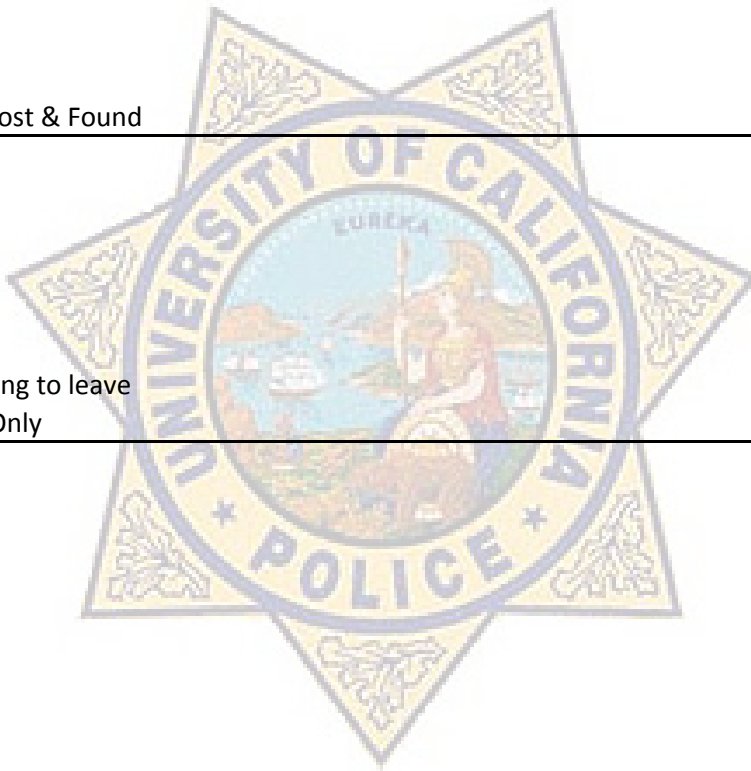 ost & Found
UNIVERSITY OF CALIFORNIA
EUREKA
ng to leave
Only
POLICE